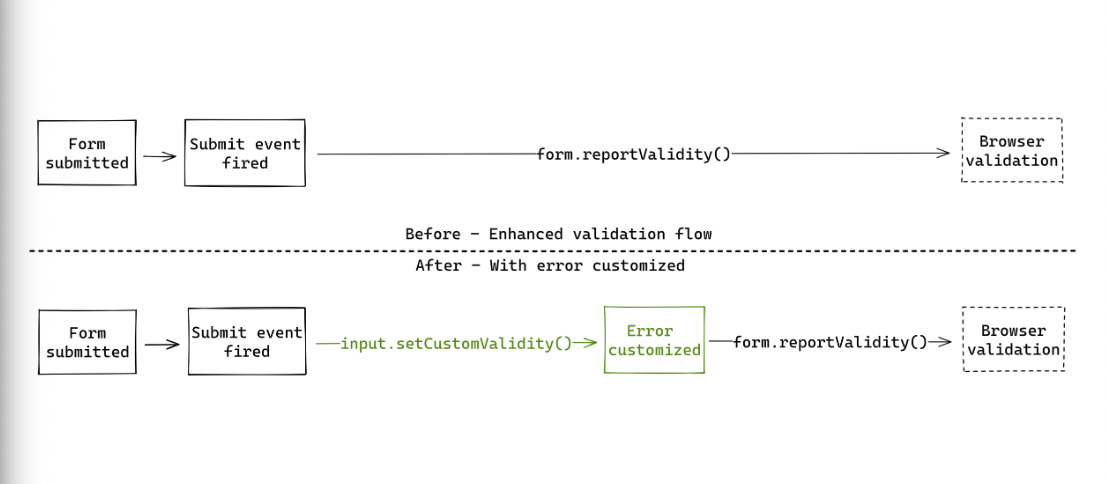 Form
submitted
Submit event
fired
form.reportValidity()
Browser
validation
Before - Enhanced validation flow
After - With error customized
Form
submitted
Submit event
fired
input.setCustomValidity()
Error
customized
form.reportValidity()
Browser
validation